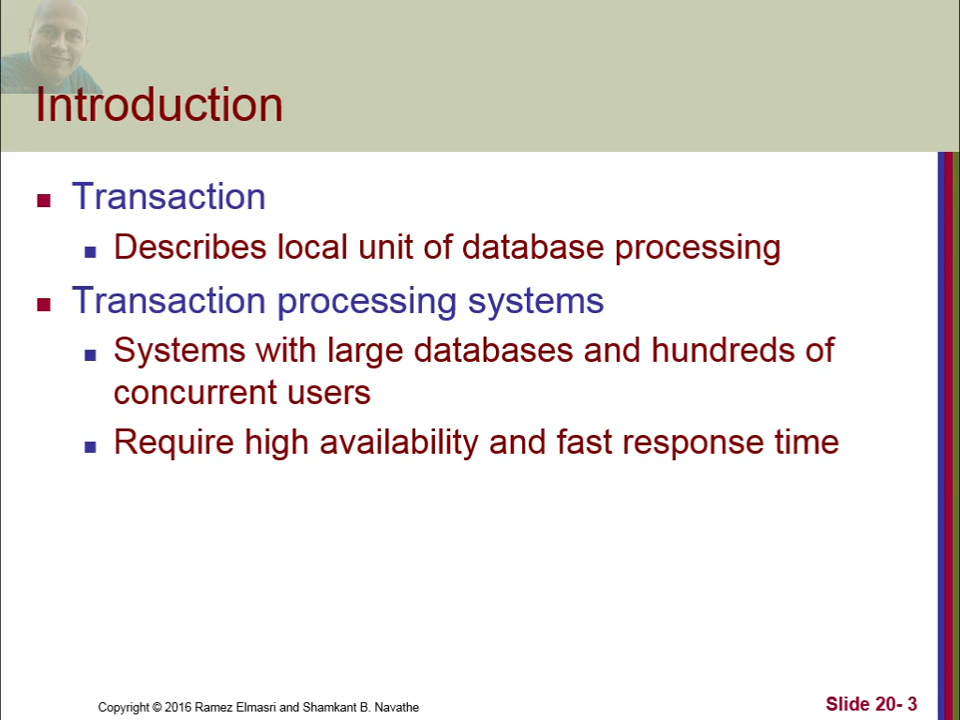 Introduction
Transaction
Describes local unit of database processing
Transaction processing systems
Systems with large databases and hundreds of
concurrent users
Require high availability and fast response time
Copyright © 2016 Ramez Elmasri and Shamkant B. Navathe
Slide 20- 3